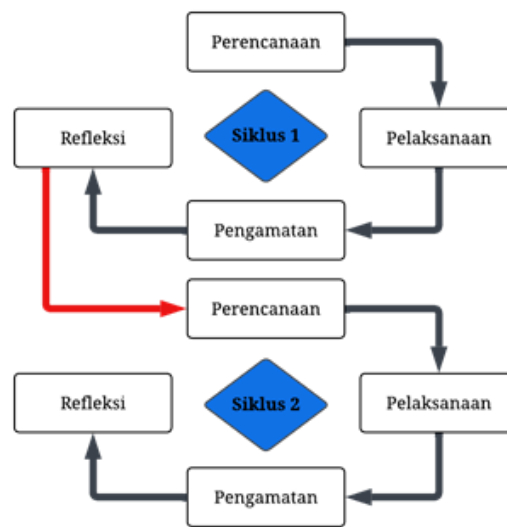 Perencanaan
Refleksi
Siklus 1
Pelaksanaan
Pengamatan
Perencanaan
Refleksi
Siklus 2
Pelaksanaan
Pengamatan